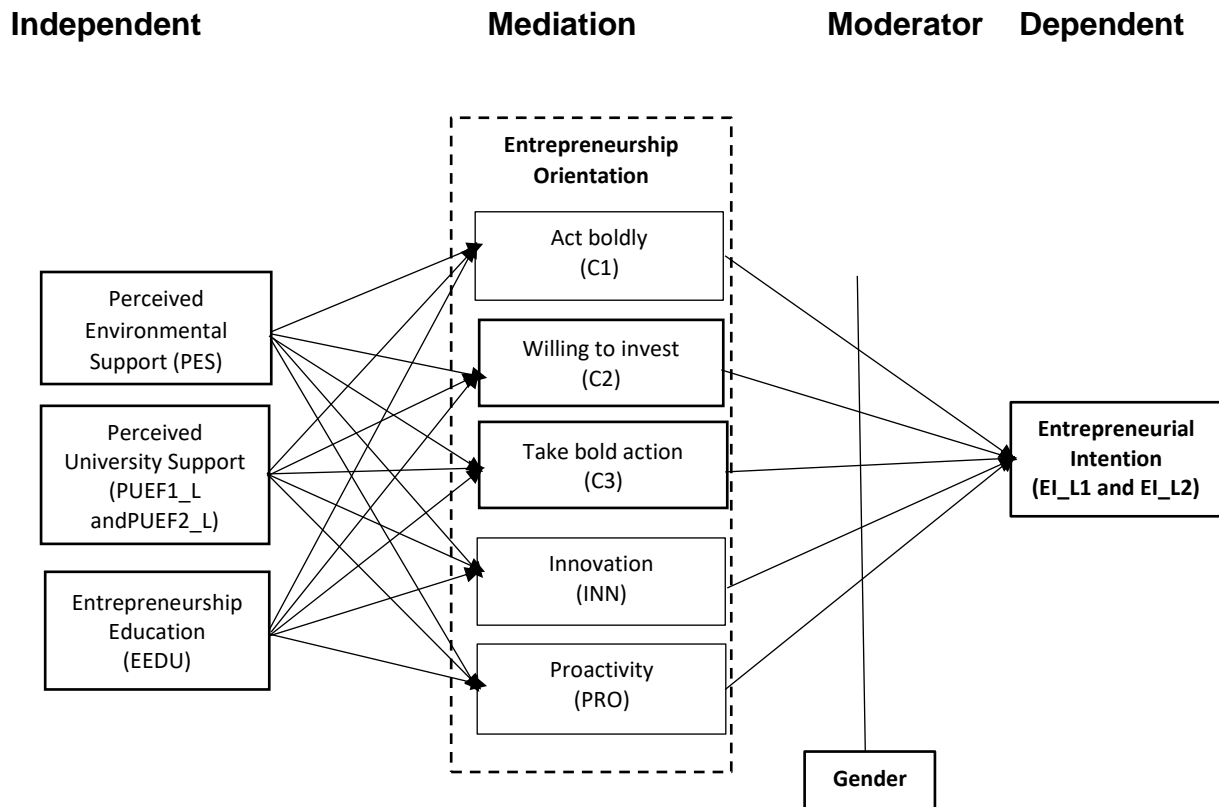 Independent
Mediation
Moderator
Dependent
Entrepreneurship
Orientation
Act boldly
(C1)
Willing to invest
(C2)
Take bold action
(C3)
Innovation
(INN)
Proactivity
(PRO)
Perceived
Environmental
Support (PES)
Perceived
University Support
(PUEF1_L
andPUEF2_L)
Entrepreneurship
Education
(EEDU)
Entrepreneurial
Intention
(EI_L1 and EI_L2)
Gender